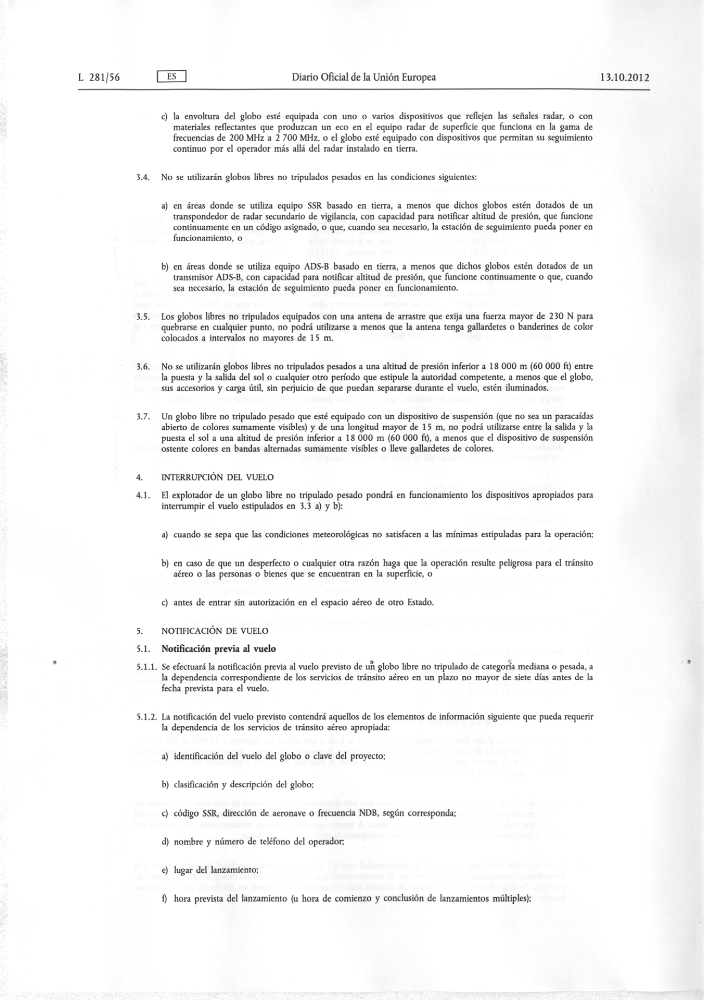 L 281/56
ES
Diario Oficial de la Unión Europea
13.10.2012
c) la envoltura del globo esté equipada con uno o varios dispositivos que reflejen las señales radar, o con
materiales reflectantes que produzcan un eco en el equipo radar de superficie que funciona en la gama de
frecuencias de 200 MHz a 2 700 MHz, o el globo esté equipado con dispositivos que permitan su seguimiento
continuo por el operador más allá del radar instalado en tierra.
3.4. No se utilizarán globos libres no tripulados pesados en las condiciones siguientes:
a) en áreas donde se utiliza equipo SSR basado en tierra, a menos que dichos globos estén dotados de un
transpondedor de radar secundario de vigilancia, con capacidad para notificar altitud de presión, que funcione
continuamente en un código asignado, o que, cuando sea necesario, la estación de seguimiento pueda poner en
funcionamiento, o
b) en áreas donde se utiliza equipo ADS-B basado en tierra, a menos que dichos globos estén dotados de un
transmisor ADS-B, con capacidad para notificar altitud de presión, que funcione continuamente o que, cuando
sea necesario, la estación de seguimiento pueda poner en funcionamiento.
3.5. Los globos libres no tripulados equipados con una antena de arrastre que exija una fuerza mayor de 230 N para
quebrarse en cualquier punto, no podrá utilizarse a menos que la antena tenga gallardetes o banderines de color
colocados a intervalos no mayores de 15 m.
3.6. No se utilizarán globos libres no tripulados pesados a una altitud de presión inferior a 18 000 m (60 000 ft) entre
la puesta y la salida del sol o cualquier otro período que estipule la autoridad competente, a menos que el globo,
sus accesorios y carga útil, sin perjuicio de que puedan separarse durante el vuelo, estén iluminados.
3.7. Un globo libre no tripulado pesado que esté equipado con un dispositivo de suspensión (que no sea un paracaídas
abierto de colores sumamente visibles) y de una longitud mayor de 15 m, no podrá utilizarse entre la salida y la
puesta el sol a una altitud de presión inferior a 18 000 m (60 000 ft), a menos que el dispositivo de suspensión
ostente colores en bandas alternadas sumamente visibles o lleve gallardetes de colores.
4. INTERRUPCIÓN DEL VUELO
4.1. El explotador de un globo libre no tripulado pesado pondrá en funcionamiento los dispositivos apropiados para
interrumpir el vuelo estipulados en 3.3 a) y b):
a) cuando se sepa que las condiciones meteorológicas no satisfacen a las mínimas estipuladas para la operación;
b) en caso de que un desperfecto o cualquier otra razón haga que la operación resulte peligrosa para el tránsito
aéreo o las personas o bienes que se encuentran en la superficie, o
c) antes de entrar sin autorización en el espacio aéreo de otro Estado.
5. NOTIFICACIÓN DE VUELO
5.1. Notificación previa al vuelo
5.1.1. Se efectuará la notificación previa al vuelo previsto de un globo libre no tripulado de categoría mediana o pesada, a
la dependencia correspondiente de los servicios de tránsito aéreo en un plazo no mayor de siete días antes de la
fecha prevista para el vuelo.
5.1.2. La notificación del vuelo previsto contendrá aquellos de los elementos de información siguiente que pueda requerir
la dependencia de los servicios de tránsito aéreo apropiada:
a) identificación del vuelo del globo o clave del proyecto;
b) clasificación y descripción del globo;
c) código SSR, dirección de aeronave o frecuencia NDB, según corresponda;
d) nombre y número de teléfono del operador;
e) lugar del lanzamiento;
f) hora prevista del lanzamiento (u hora de comienzo y conclusión de lanzamientos múltiples);